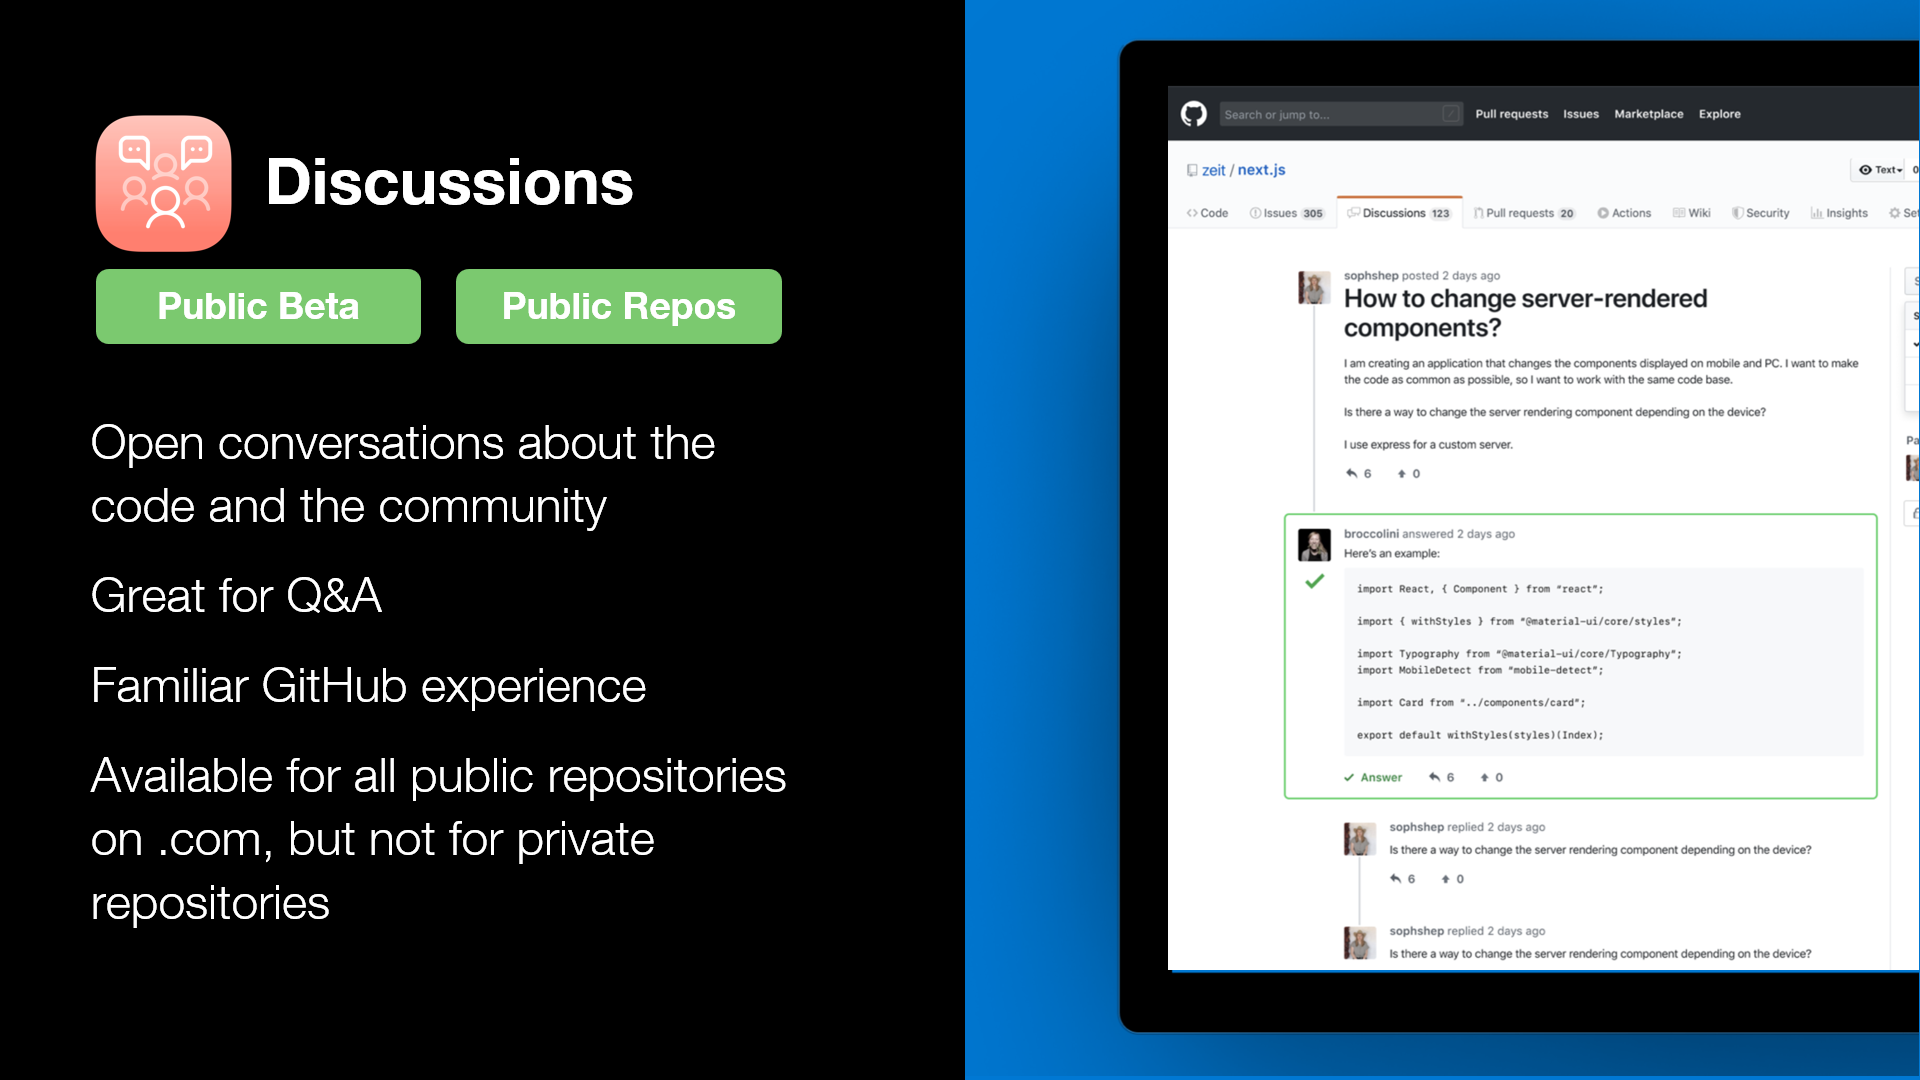 Discussions
Public Beta
Public Repos
Open conversations about the
code and the community
Great for Q&A
Familiar GitHub experience
Available for all public repositories
on .com, but not for private
repositories
Search or jump to...
Pull requests Issues Marketplace Explore
zeit / next.js
Text
Code Issues 305 Discussions 123 Pull requests 20 Actions Wiki Security Insights
sophshep posted 2 days ago
How to change server-rendered
components?
I am creating an application that changes the components displayed on mobile and PC. I want to make
the code as common as possible, so I want to work with the same code base.
Is there a way to change the server rendering component depending on the device?
I use express for a custom server.
6 0
broccolini answered 2 days ago
Here's an example:
import React, { Component } from “react”;
import { withStyles } from “@material-ui/core/styles”;
import Typography from “@material-ui/core/Typography”;
import MobileDetect from “mobile-detect”;
import Card from “../components/card”;
export default withStyles(styles)(Index);
Answer 6 0
sophshep replied 2 days ago
Is there a way to change the server rendering component depending on the device?
6 0
sophshep replied 2 days ago
Is there a way to change the server rendering component depending on the device?